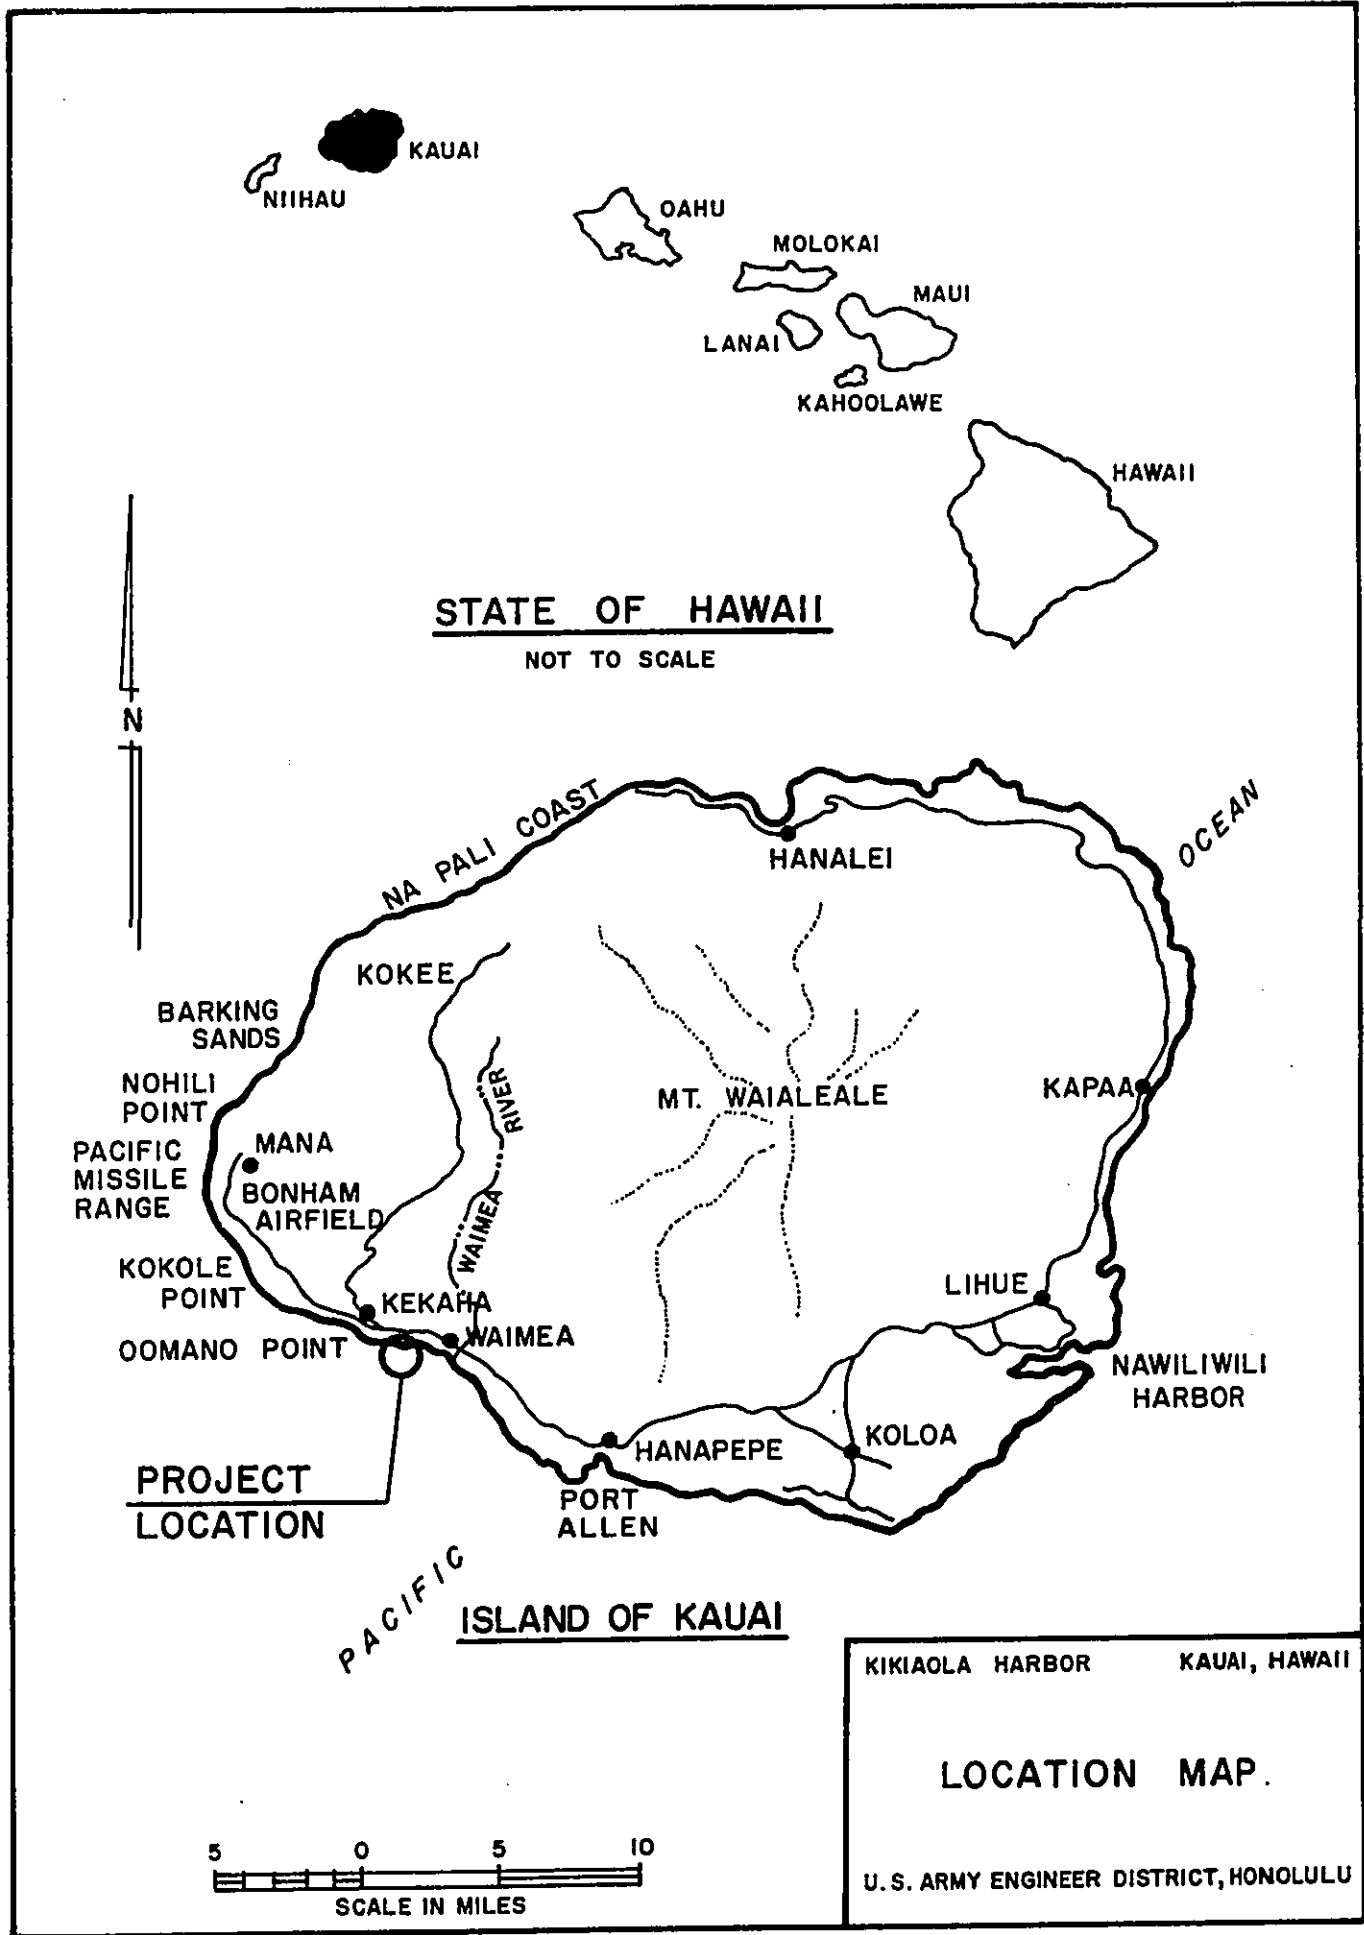 KAUAI
NIIHAU
OAHU
MOLOKAI
MAUI
LANAI
KAHOOLAWE
HAWAII
STATE OF HAWAII
NOT TO SCALE
N
NA PALI COAST
OCEAN
HANALEI
KOKEE
BARKING
SANDS
NOHILI
POINT
RIVER
MT. WAIALEALE
KAPAA
PACIFIC
MISSILE
RANGE
MANA
BONHAM
AIRFIELD
WAIMEA
KOKOLE
POINT
KEKAHA
LIHUE
OOMANO POINT
WAIMEA
NAWILIWILI
HARBOR
HANAPEPE
KOLOA
PROJECT
LOCATION
PORT
ALLEN
PACIFIC
ISLAND OF KAUAI
KIKIAOLA HARBOR KAUAI, HAWAII
LOCATION MAP.
U.S. ARMY ENGINEER DISTRICT, HONOLULU
5 0 5 10
SCALE IN MILES